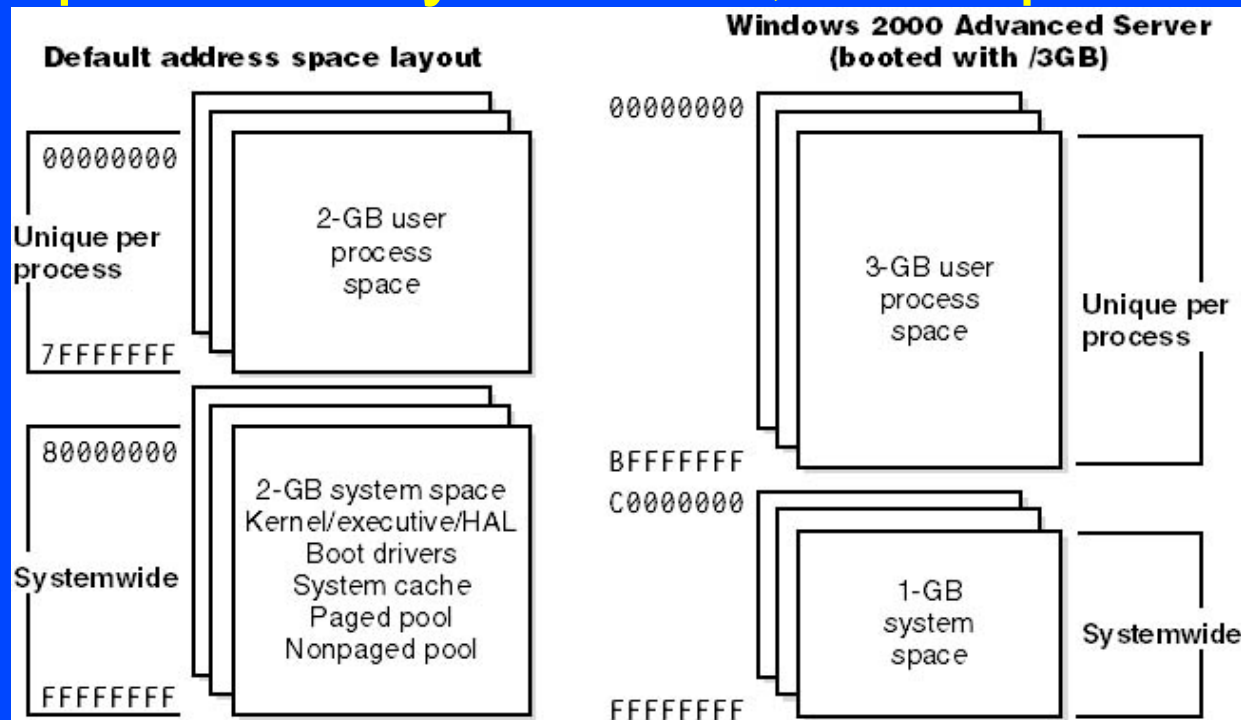 Default address space layout
00000000
Unique per
process
7FFFFFFF
2-GB user
process
space
80000000
Systemwide
FFFFFFFF
2-GB system space
Kernel/executive/HAL
Boot drivers
System cache
Paged pool
Nonpaged pool
Windows 2000 Advanced Server
(booted with /3GB)
00000000
3-GB user
process
space
Unique per
process
BFFFFFFF
C0000000
1-GB
system
space
Systemwide
FFFFFFFF